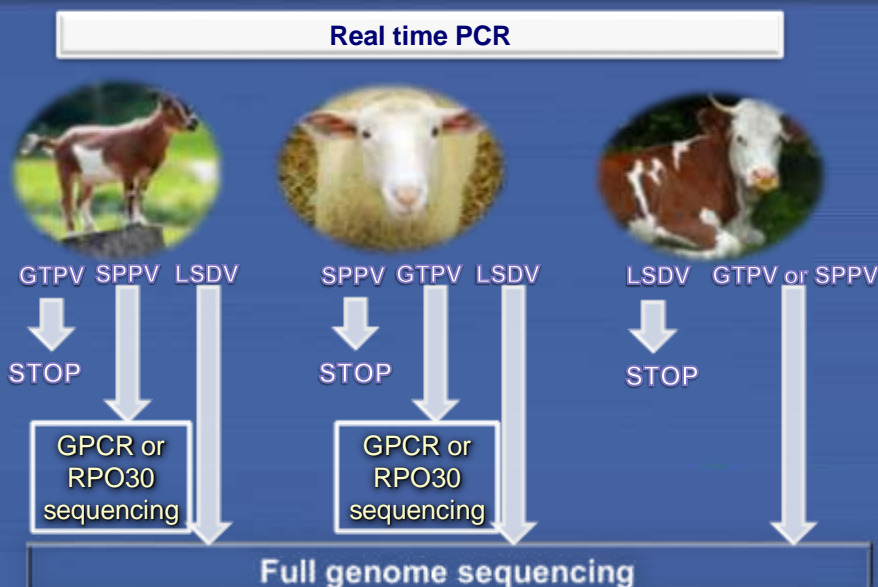 Real time PCR
GTPV SPPV LSDV
SPPV GTPV LSDV
LSDV GTPV or SPPV
STOP
STOP
STOP
GPCR or
RPO30
sequencing
GPCR or
RPO30
sequencing
Full genome sequencing